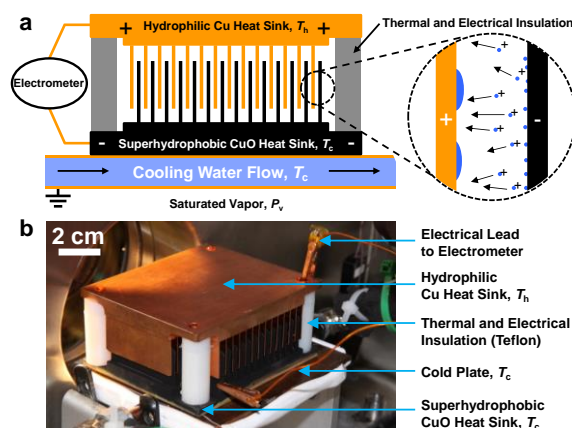 a
+ Hydrophilic Cu Heat Sink, Th +
Thermal and Electrical Insulation
Electrometer
+ -
+
+
+
+
+
+
+
- Superhydrophobic CuO Heat Sink, Tc -
Cooling Water Flow, Tc
Saturated Vapor, Pv
b
2 cm
Electrical Lead
to Electrometer
Hydrophilic
Cu Heat Sink, Th
Thermal and Electrical
Insulation (Teflon)
Cold Plate, Tc
Superhydrophobic
CuO Heat Sink, Tc